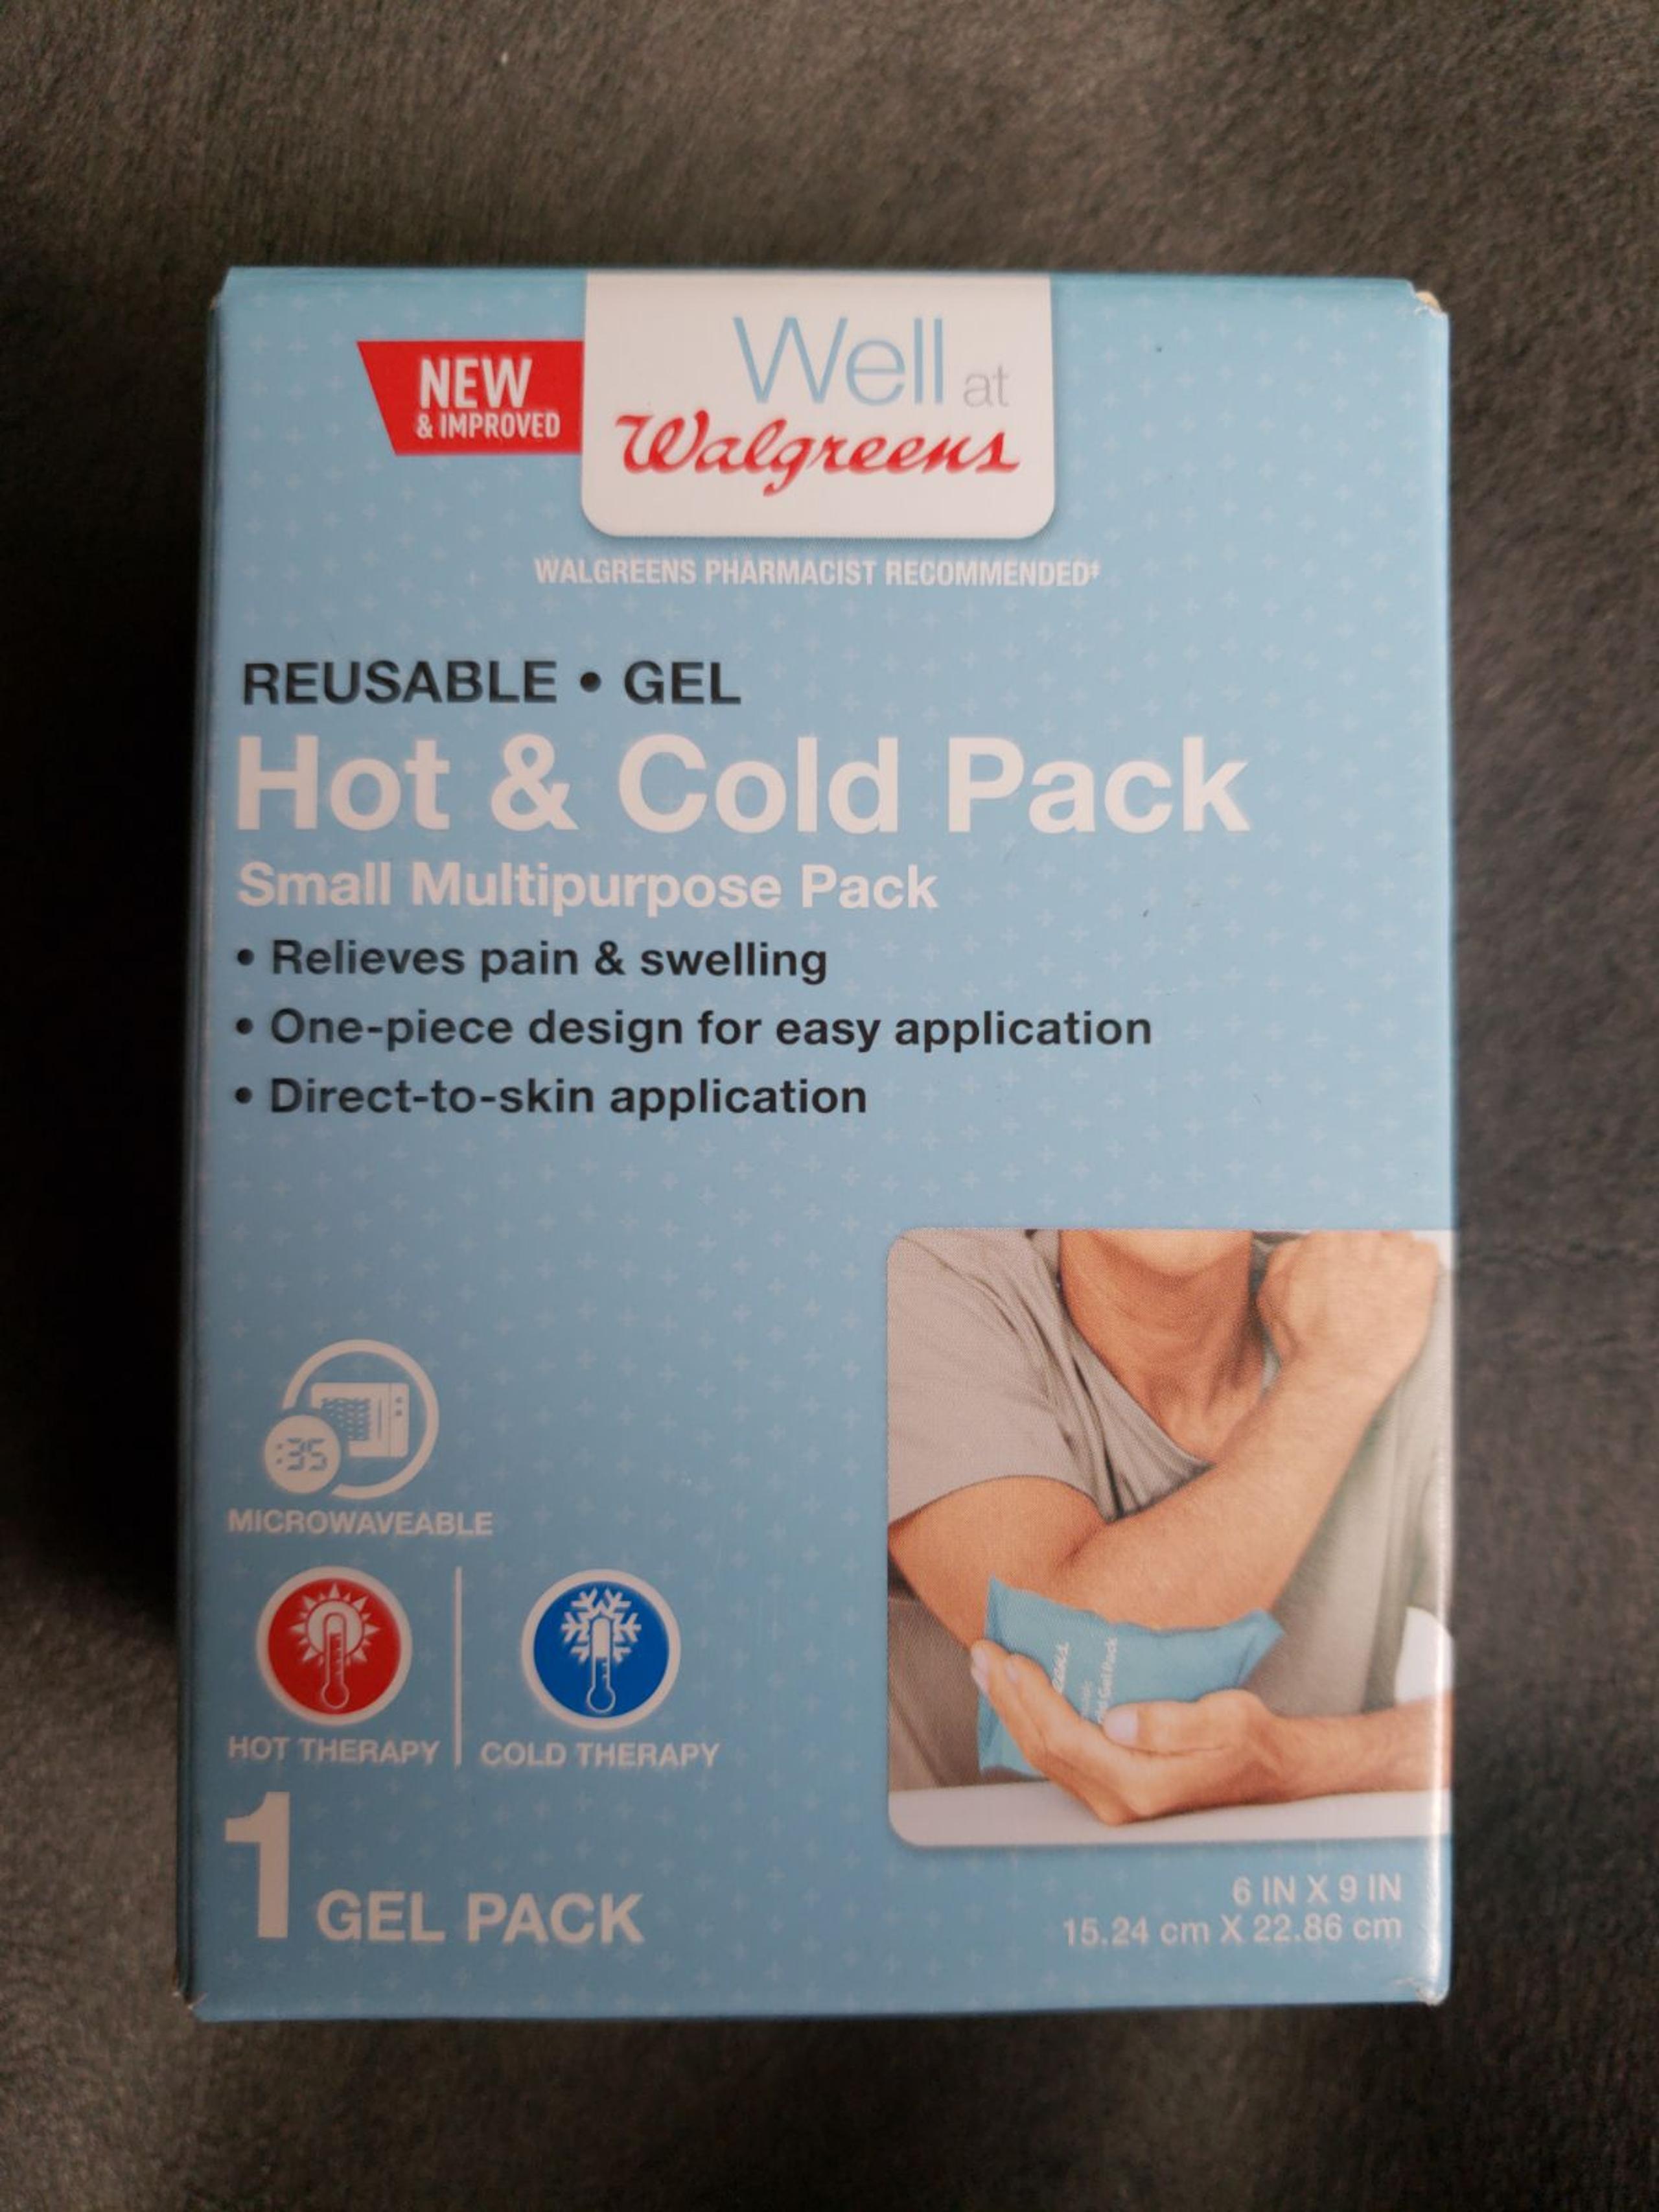 NEW
& IMPROVED
Well at
Walgreens
WALGREENS PHARMACIST RECOMMENDED‡
REUSABLE • GEL
Hot & Cold Pack
Small Multipurpose Pack
• Relieves pain & swelling
• One-piece design for easy application
• Direct-to-skin application
:35
MICROWAVEABLE
HOT THERAPY
COLD THERAPY
1 GEL PACK
6 IN X 9 IN
15.24 cm X 22.86 cm